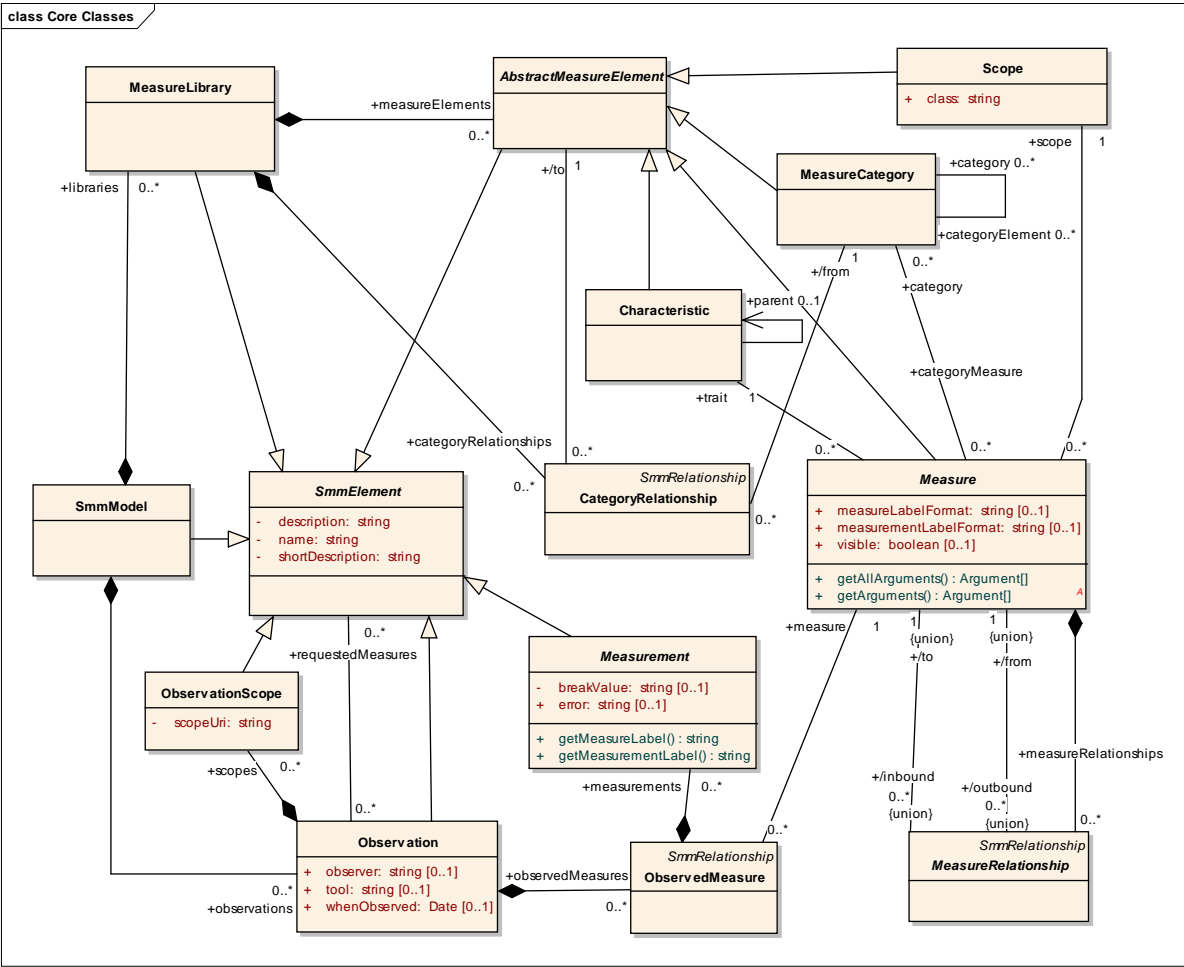 class Core Classes
MeasureLibrary
AbstractMeasureElement
Scope
+ class: string
+measureElements
0..*
+/to 1
+scope 1
MeasureCategory
+category 0..*
+categoryElement 0..*
+libraries 0..*
1
+/from
0..*
+category
Characteristic
+parent 0..1
+categoryMeasure
+trait 1
+categoryRelationships
0..*
0..*
0..*
0..*
0..*
SmmModel
SmmElement
- description: string
- name: string
- shortDescription: string
SmmRelationship
CategoryRelationship
0..*
Measure
+ measureLabelFormat: string [0..1]
+ measurementLabelFormat: string [0..1]
+ visible: boolean [0..1]
+ getAllArguments() : Argument[]
+ getArguments() : Argument[]
A
0..*
+requestedMeasures
+measure 1
1
{union}
+/to
1
{union}
+/from
Measurement
- breakValue: string [0..1]
+ error: string [0..1]
+ getMeasureLabel() : string
+ getMeasurementLabel() : string
ObservationScope
- scopeUri: string
+scopes 0..*
+measureRelationships
+measurements 0..*
+/inbound
0..*
{union}
+/outbound
0..*
{union}
0..*
0..*
0..*
Observation
+ observer: string [0..1]
+ tool: string [0..1]
+ whenObserved: Date [0..1]
0..*
+observations
+observedMeasures
0..*
SmmRelationship
ObservedMeasure
SmmRelationship
MeasureRelationship